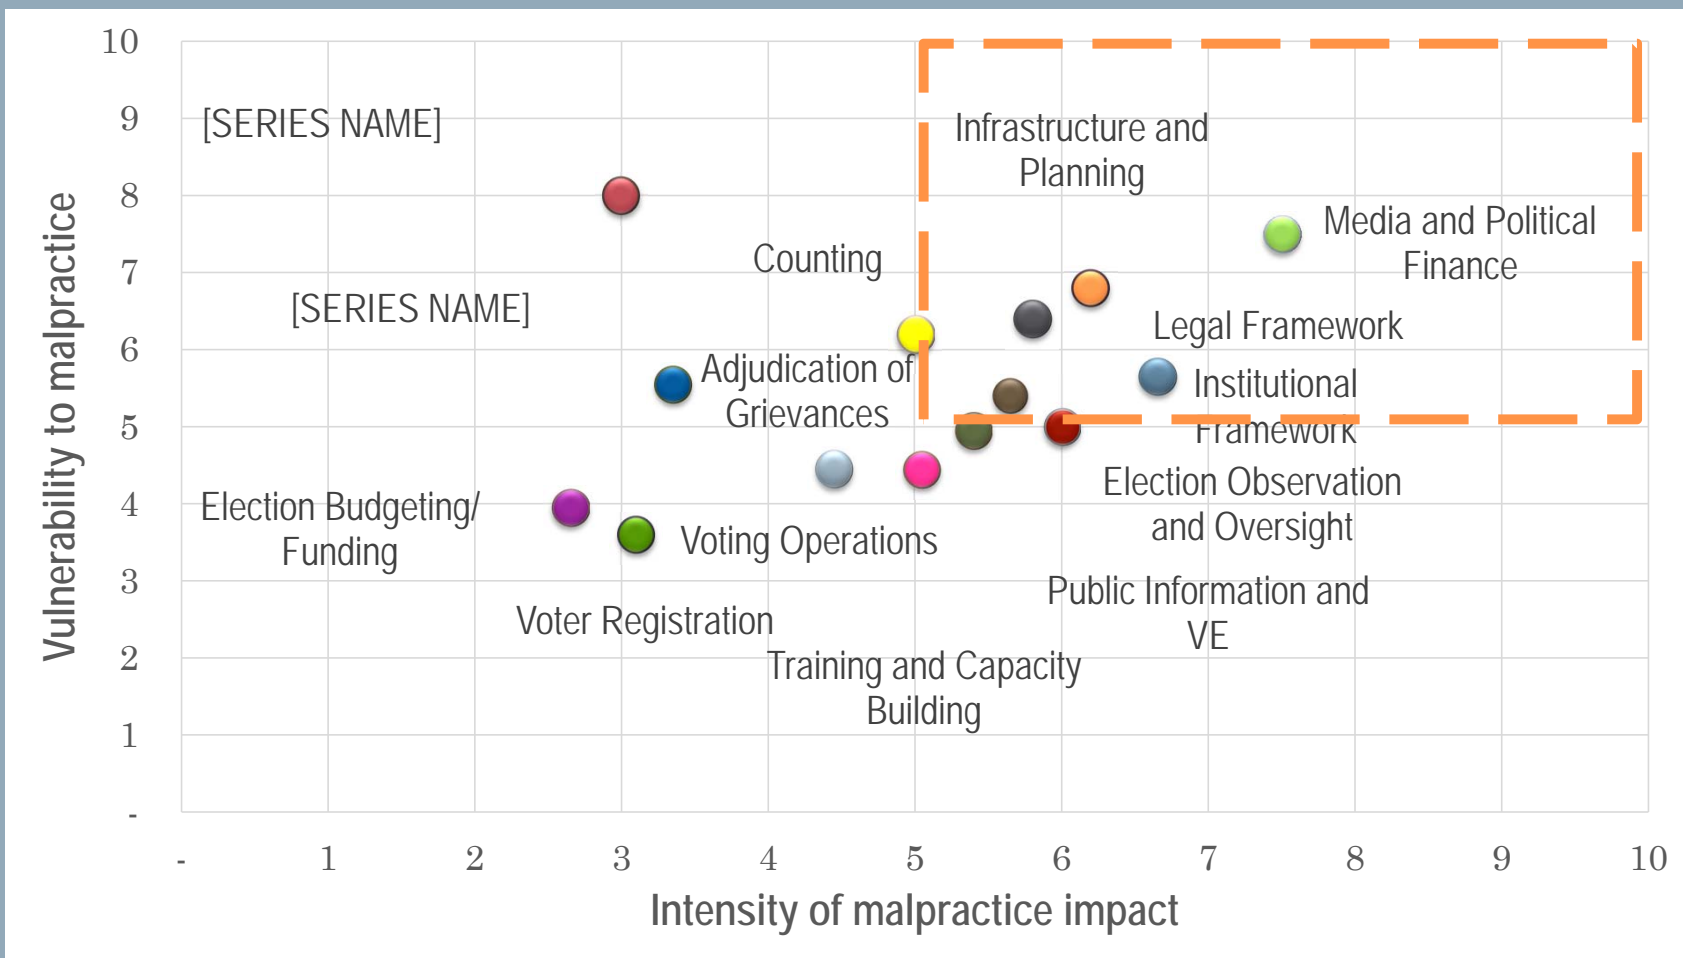 10
9
8
7
6
5
4
3
2
1
-
Vulnerability to malpractice
[SERIES NAME]
Infrastructure and
Planning
Media and Political
Finance
Counting
[SERIES NAME]
Legal Framework
Adjudication of
Grievances
Institutional
Framework
Election Observation
and Oversight
Election Budgeting/
Funding
Voting Operations
Public Information and
VE
Voter Registration
Training and Capacity
Building
- 1 2 3 4 5 6 7 8 9 10
Intensity of malpractice impact